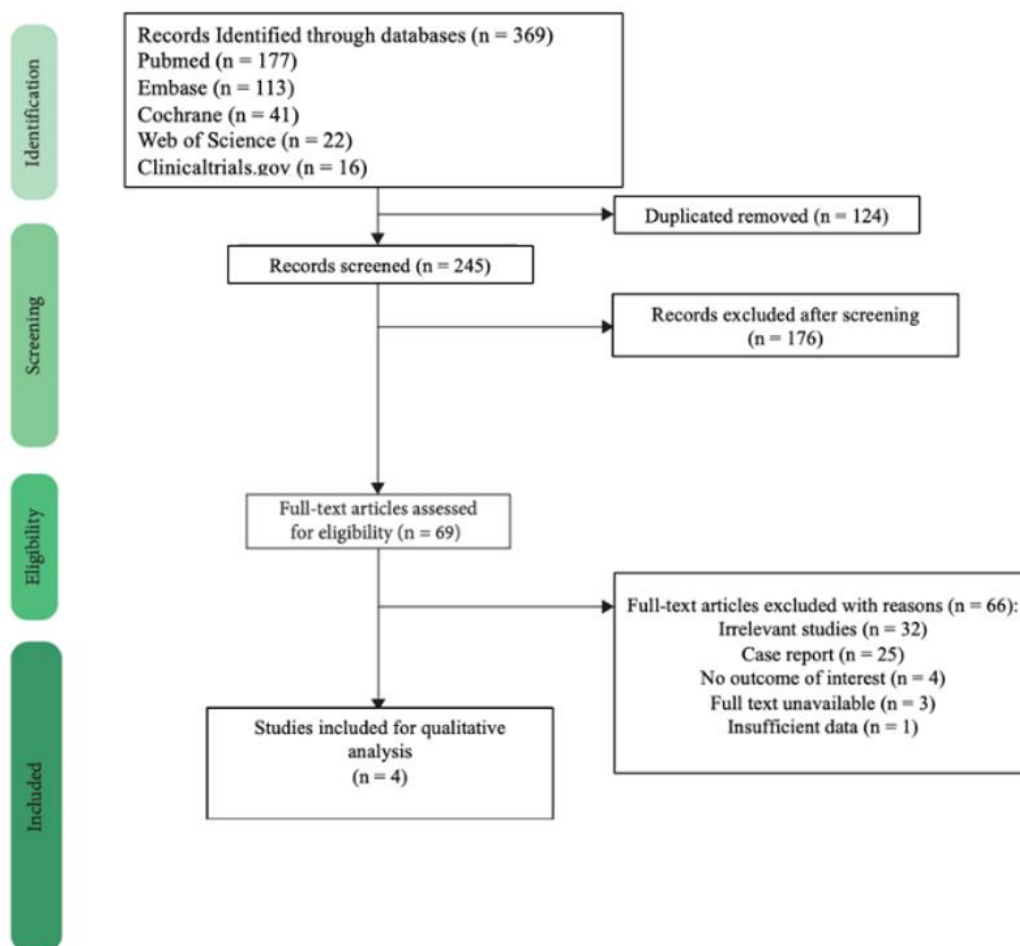 Identification
Records Identified through databases (n = 369)
Pubmed (n = 177)
Embase (n = 113)
Cochrane (n = 41)
Web of Science (n = 22)
Clinicaltrials.gov (n = 16)
Duplicated removed (n = 124)
Screening
Records screened (n = 245)
Records excluded after screening
(n = 176)
Eligibility
Full-text articles assessed
for eligibility (n = 69)
Full-text articles excluded with reasons (n = 66):
Irrelevant studies (n = 32)
Case report (n = 25)
No outcome of interest (n = 4)
Full text unavailable (n = 3)
Insufficient data (n = 1)
Included
Studies included for qualitative
analysis
(n = 4)